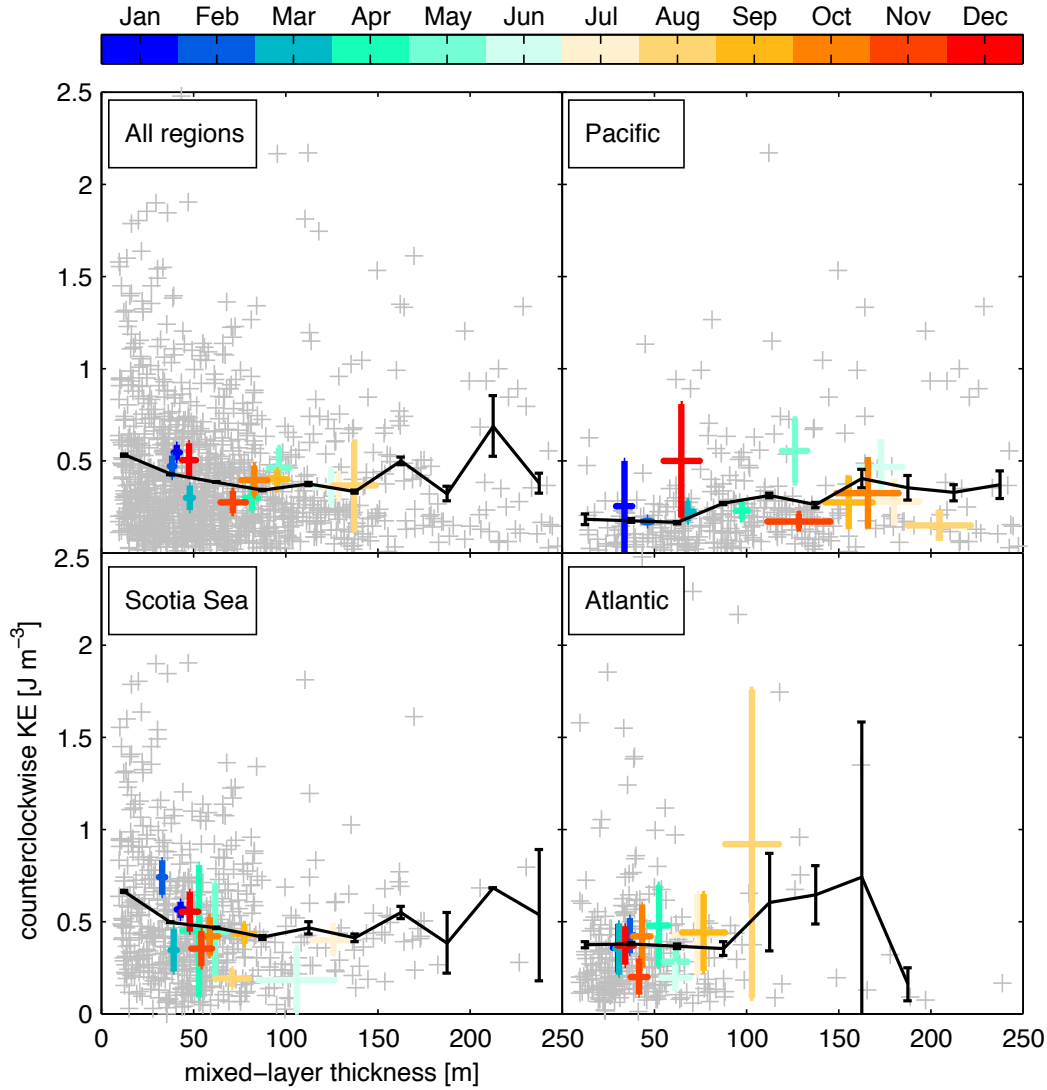 Jan Feb Mar Apr May Jun Jul Aug Sep Oct Nov Dec
2.5
All regions
Pacific
2
1.5
1
0.5
2.5
Scotia Sea
Atlantic
2
1.5
1
0.5
0
counterclockwise KE [J m−3]
0 50 100 150 200 250 50 100 150 200 250
mixed−layer thickness [m]